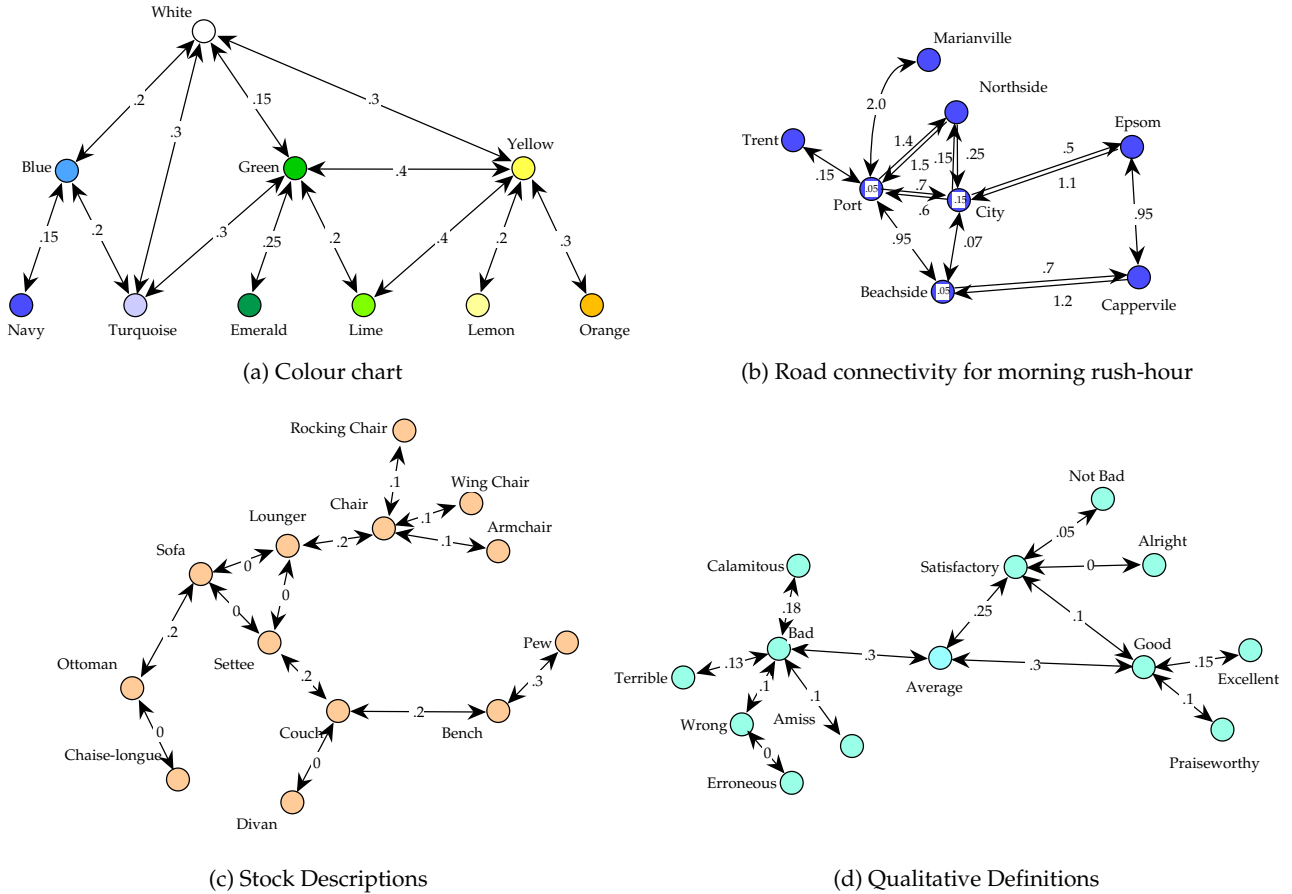 White
.2
.15
.3
.3
Blue
Green
Yellow
.4
.15
.2
.3
.25
.2
.4
.2
.3
Navy
Turquoise
Emerald
Lime
Lemon
Orange
(a) Colour chart
Marianville
Northside
2.0
Trent
Epsom
1.4
1.5
.15
.25
.5
1.1
.15
.05
.7
.6
.15
Port
City
.95
.07
.95
Beachside
.05
.7
1.2
Cappervile
(b) Road connectivity for morning rush-hour
Rocking Chair
.1
Wing Chair
Chair
.1
Armchair
Lounger
.2
.1
Sofa
0
0
0
.2
Settee
Pew
Ottoman
.2
.3
0
Couch
.2
Bench
Chaise-longue
0
Divan
(c) Stock Descriptions
Not Bad
.05
Alright
Calamitous
Satisfactory
0
.18
.25
.1
Bad
Good
Terrible
.13
.3
.3
.15
Average
Excellent
.1
.1
.1
Wrong
Amiss
0
Praiseworthy
Erroneous
(d) Qualitative Definitions